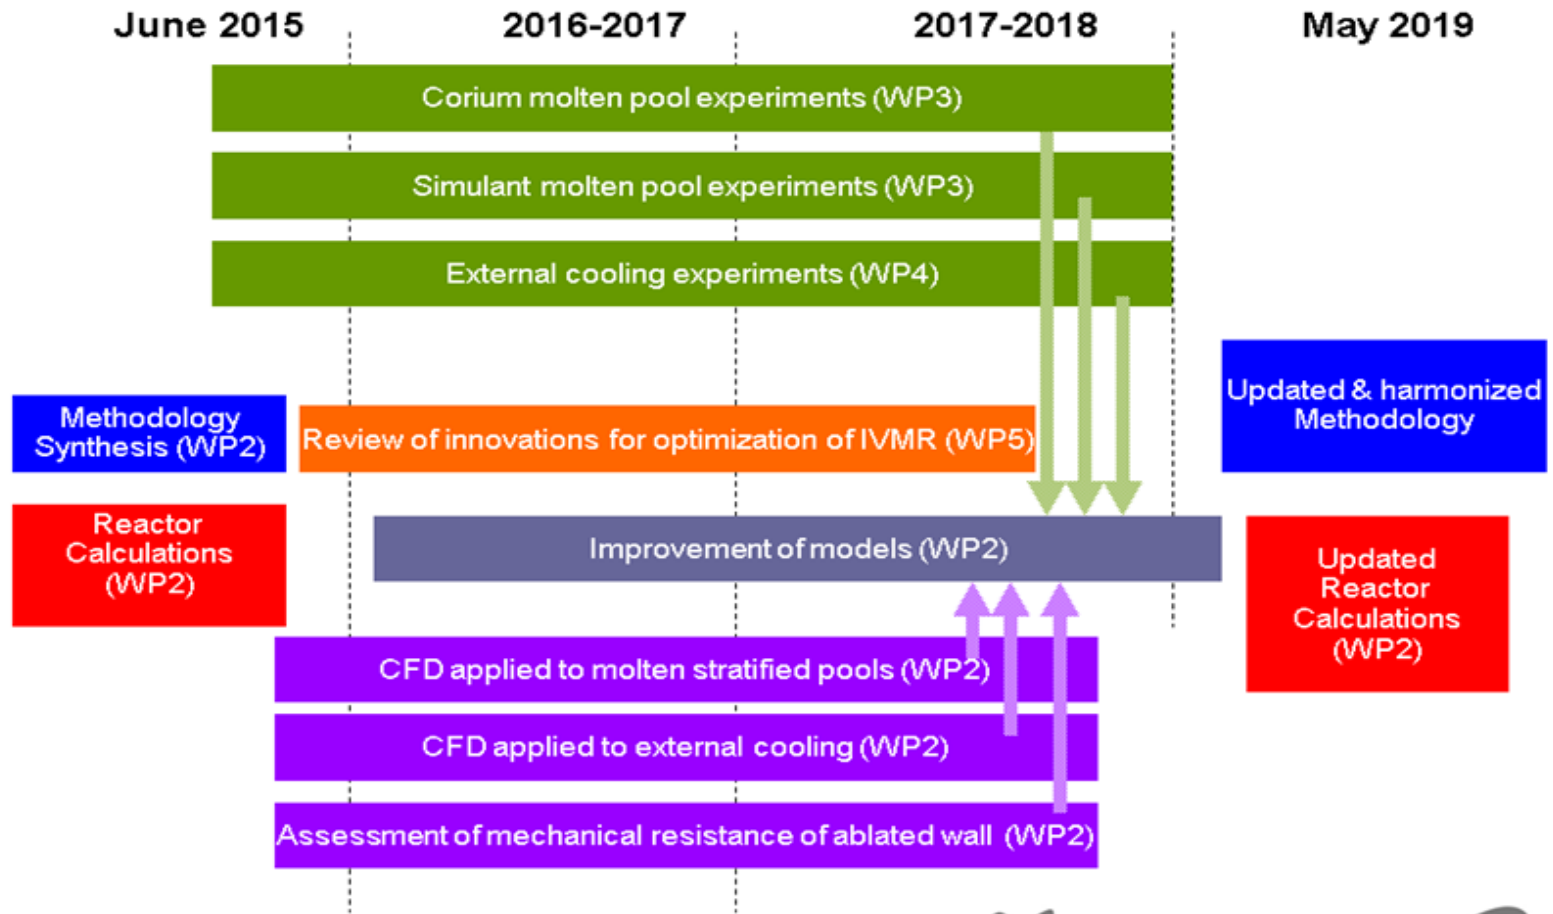 June 2015 2016-2017 2017-2018 May 2019
Corium molten pool experiments (WP3)
Simulant molten pool experiments (WP3)
External cooling experiments (WP4)
Methodology
Synthesis (WP2)
Review of innovations for optimization of IVMR (WP5)
Updated & harmonized
Methodology
Reactor
Calculations
(WP2)
Improvement of models (WP2)
Updated
Reactor
Calculations
(WP2)
CFD applied to molten stratified pools (WP2)
CFD applied to external cooling (WP2)
Assessment of mechanical resistance of ablated wall (WP2)